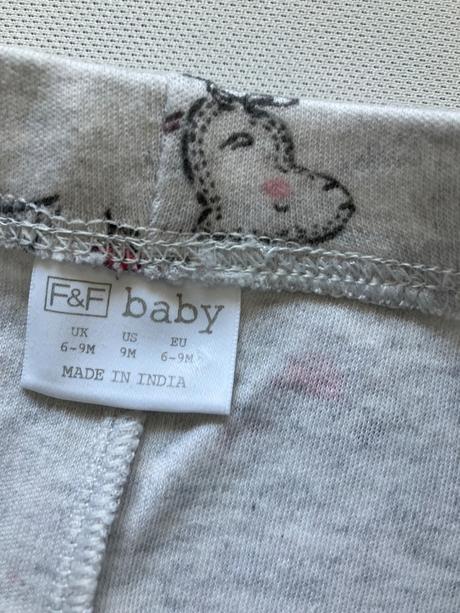 F&F baby
UK US EU
6-9M 9M 6-9M
MADE IN INDIA